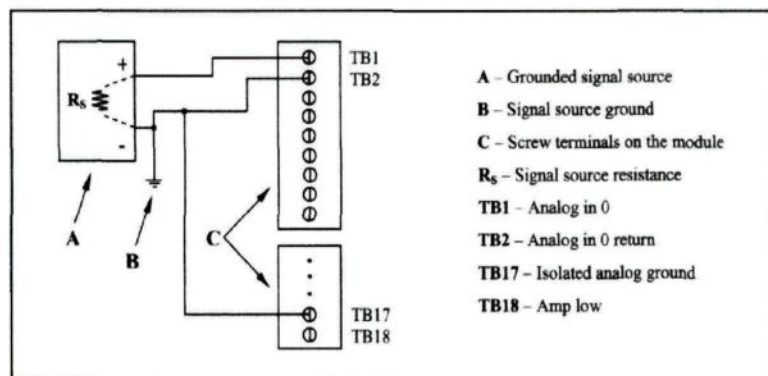 TB1
TB2
+
Rs
-
A
B
C
TB17
TB18
A – Grounded signal source
B – Signal source ground
C – Screw terminals on the module
Rs – Signal source resistance
TB1 – Analog in 0
TB2 – Analog in 0 return
TB17 – Isolated analog ground
TB18 – Amp low